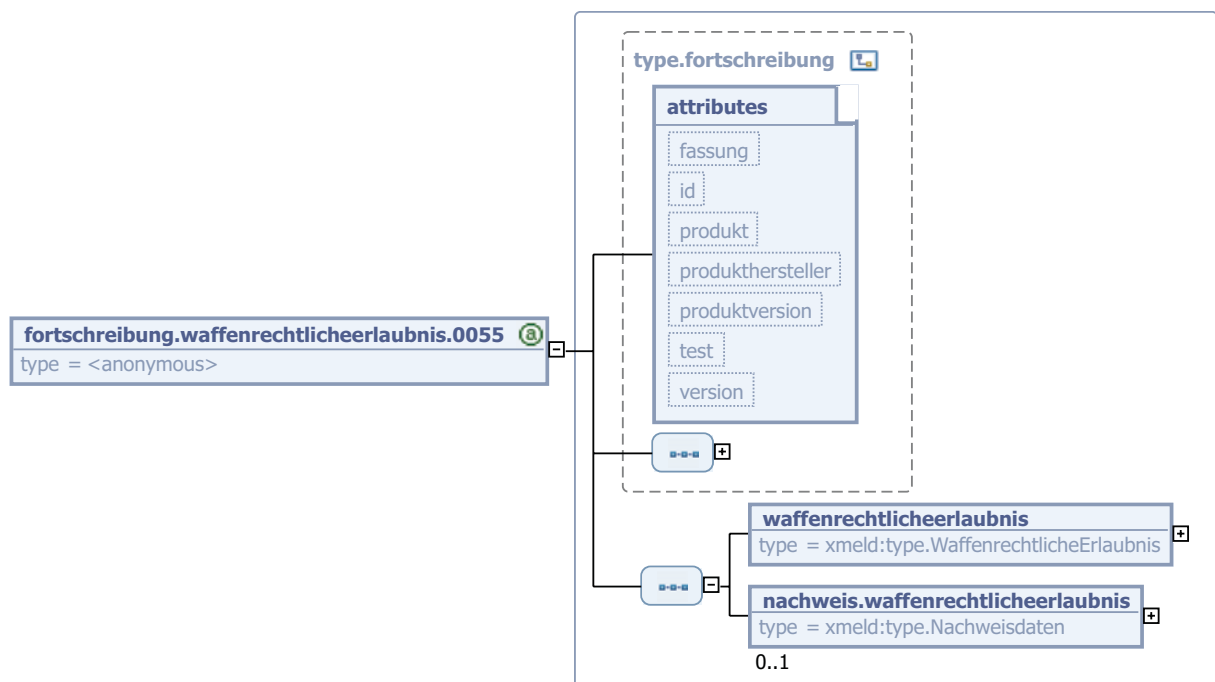 type.fortschreibung
attributes
fassung
id
produkt
produkthersteller
produktversion
test
version
fortschreibung.waffenrechtlicheerlaubnis.0055 @
type = <anonymous>
waffenrechtlicheerlaubnis
type = xmeld:type.WaffenrechtlicheErlaubnis
nachweis.waffenrechtlicheerlaubnis
type = xmeld:type.Nachweisdaten
0..1